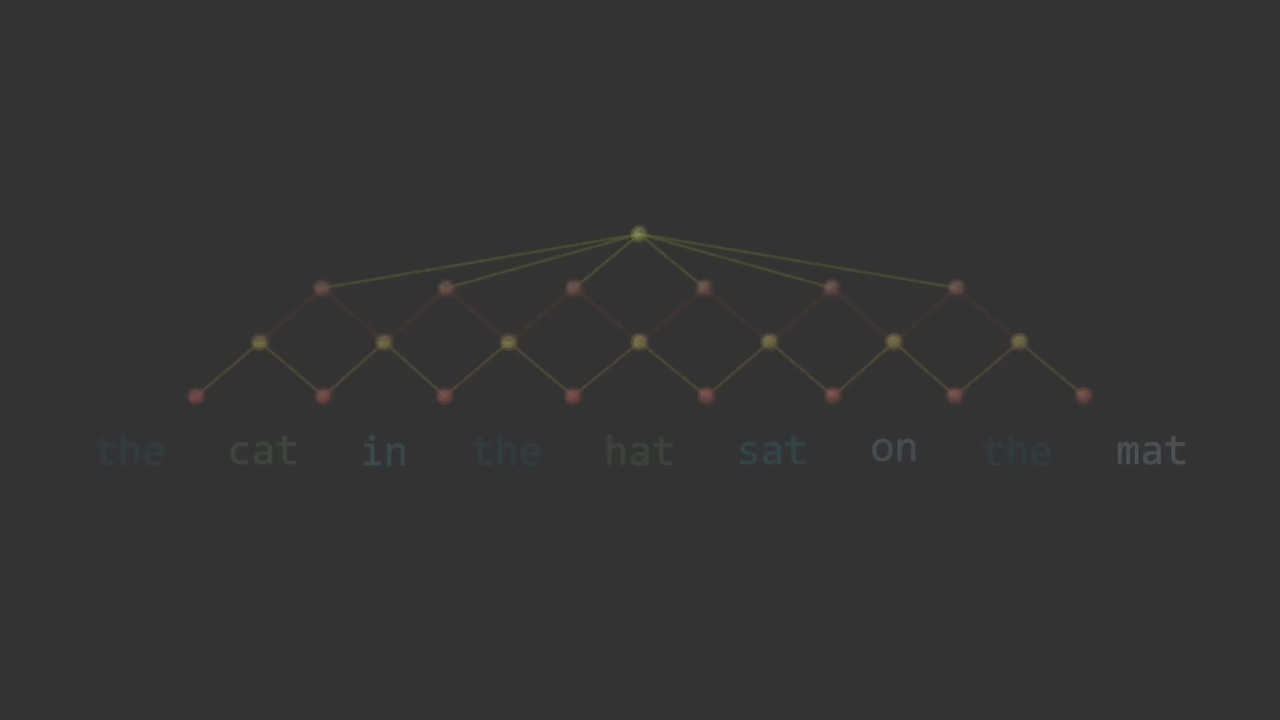 the cat in the hat sat on the mat